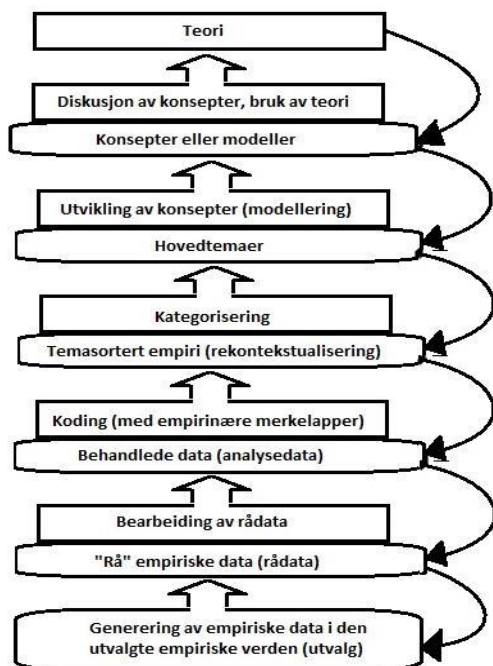 Teori
Diskusjon av konsepter, bruk av teori
Konsepter eller modeller
Utvikling av konsepter (modellering)
Hovedtemaer
Kategorisering
Temasortert empiri (rekontekstualisering)
Koding (med empirinære merkelapper)
Behandlede data (analysedata)
Bearbeiding av rådata
"Rå" empiriske data (rådata)
Generering av empiriske data i den
utvalgte empiriske verden (utvalg)